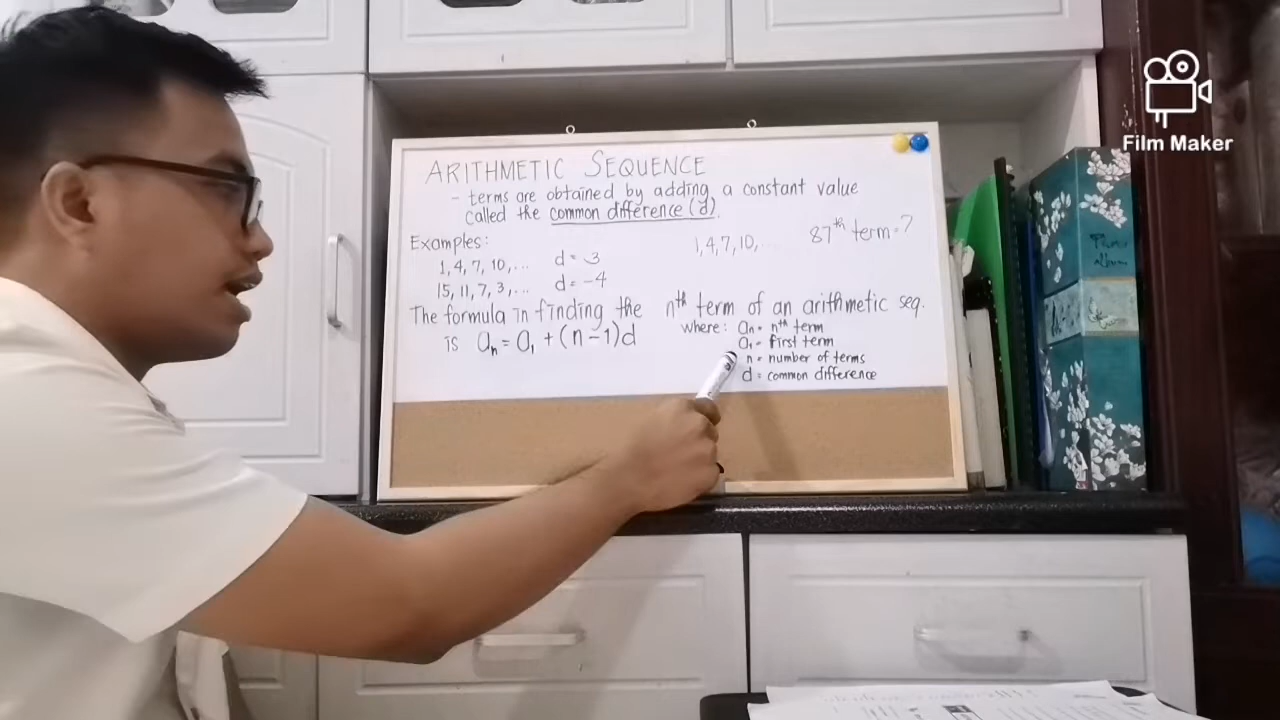 Film Maker
ARITHMETIC SEQUENCE
- terms are obtained by adding a constant value
called the common difference (d).
Examples:
1, 4, 7, 10, ... d = 3
15, 11, 7, 3, ... d = -4
1, 4, 7, 10, ... 87th term = ?
The formula in finding the nth term of an arithmetic seq.
is aₙ = a₁ + (n - 1)d
where: aₙ = nth term
a₁ = first term
n = number of terms
d = common difference